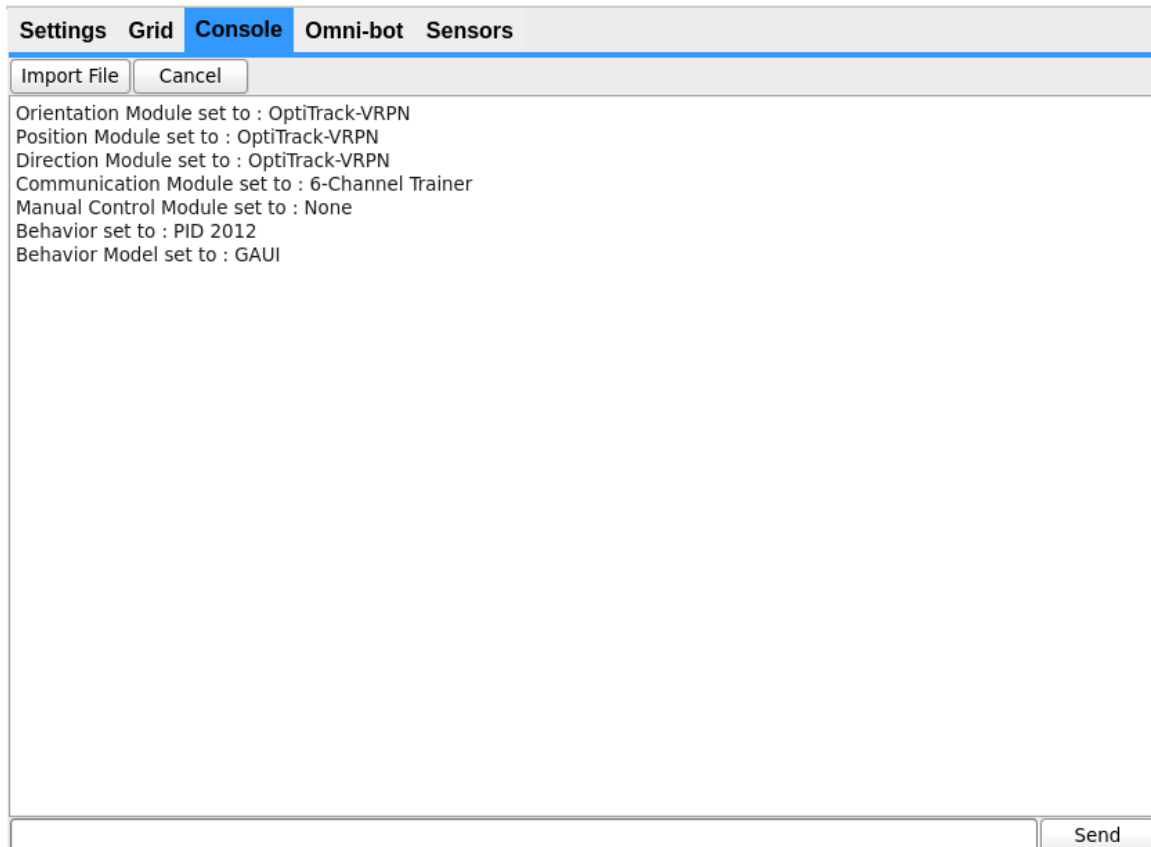 Settings Grid Console Omni-bot Sensors
Import File Cancel
Orientation Module set to : OptiTrack-VRPN
Position Module set to : OptiTrack-VRPN
Direction Module set to : OptiTrack-VRPN
Communication Module set to : 6-Channel Trainer
Manual Control Module set to : None
Behavior set to : PID 2012
Behavior Model set to : GAUI
Send